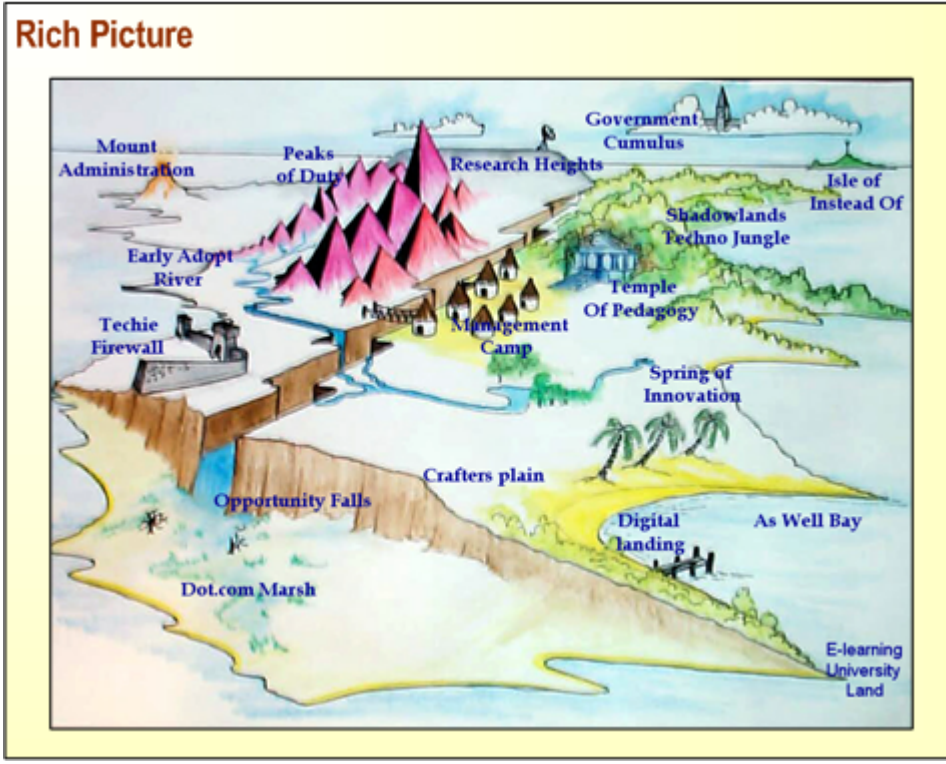 Rich Picture
Government
Cumulus
Mount
Administration
Peaks
of Duty
Research Heights
Isle of
Instead Of
Shadowlands
Techno Jungle
Early Adopt
River
Temple
Of Pedagogy
Techie
Firewall
Management
Camp
Spring of
Innovation
Crafters plain
Opportunity Falls
Digital
landing
As Well Bay
Dot.com Marsh
E-learning
University
Land